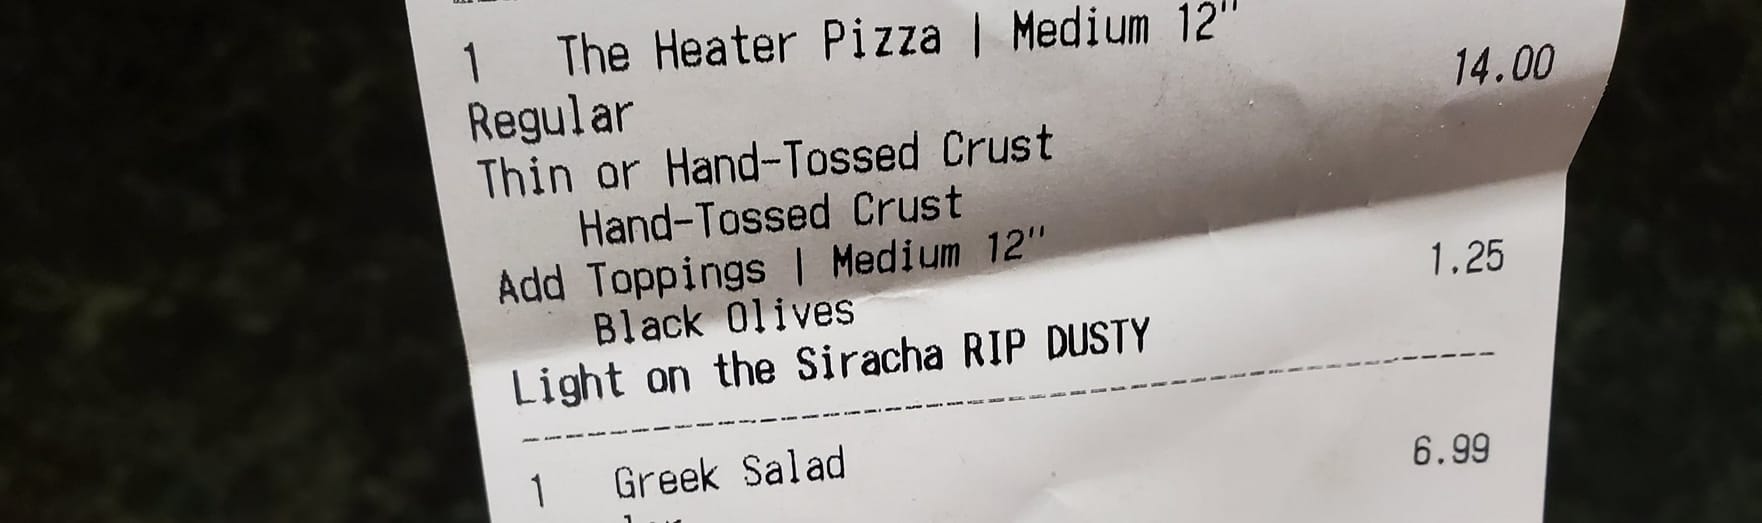 1 The Heater Pizza | Medium 12" 14.00
Regular
Thin or Hand-Tossed Crust
Hand-Tossed Crust
Add Toppings | Medium 12"
Black Olives 1.25
Light on the Siracha RIP DUSTY
1 Greek Salad 6.99